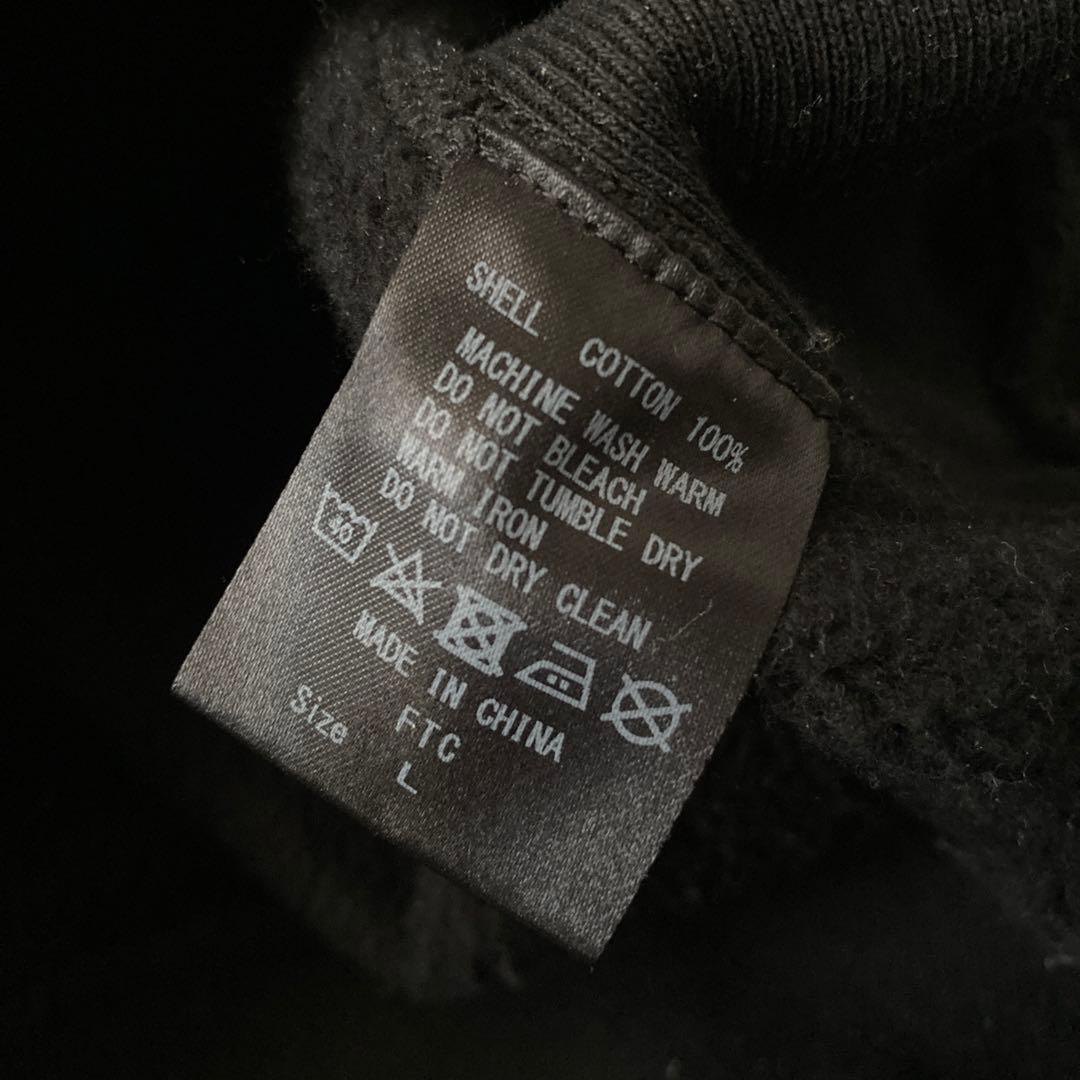 SHELL COTTON 100%
MACHINE WASH WARM
DO NOT BLEACH
DO NOT TUMBLE DRY
WARM IRON
DO NOT DRY CLEAN
30
MADE IN CHINA
FTC
Size L